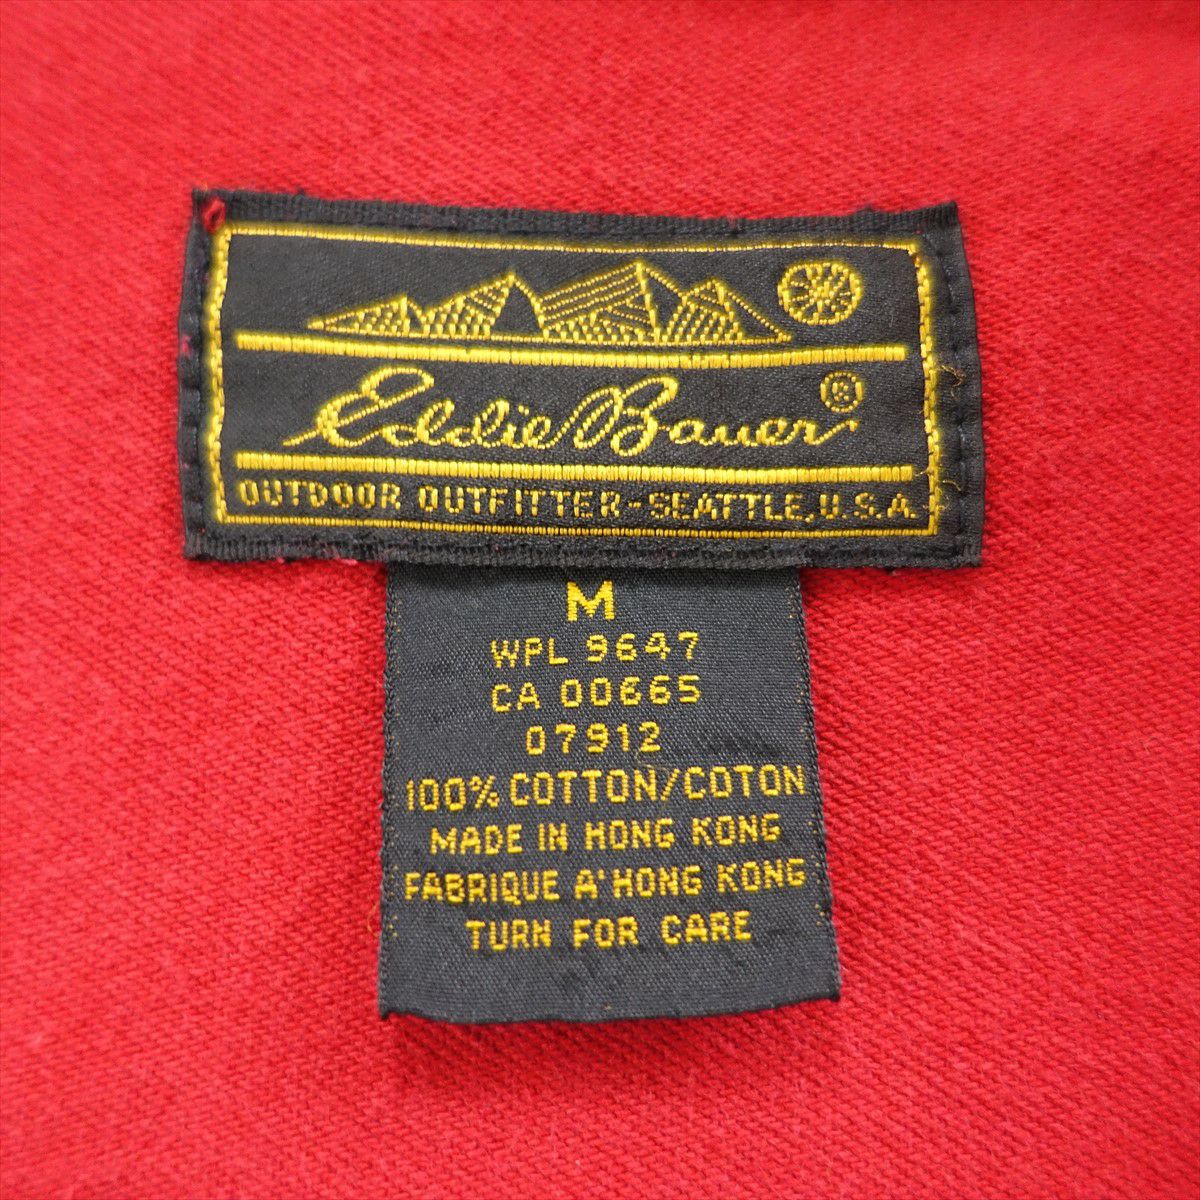 Eddie Bauer®
OUTDOOR OUTFITTER-SEATTLE, U.S.A.
M
WPL 9647
CA 00665
07912
100% COTTON/COTON
MADE IN HONG KONG
FABRIQUE A'HONG KONG
TURN FOR CARE